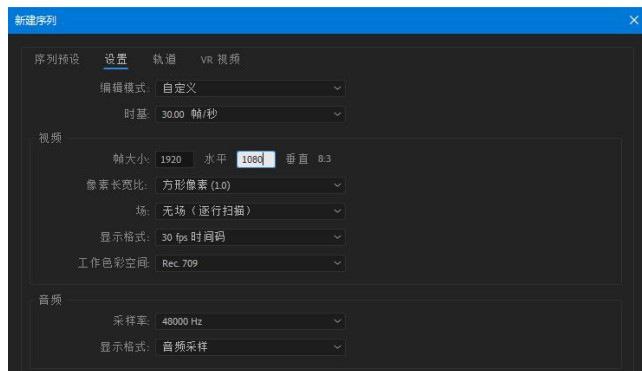 新建序列
序列预设 设置 轨道 VR 视频
编辑模式: 自定义
时基: 30.00 帧/秒
视频
帧大小: 1920 水平 1080 垂直 8:3
像素长宽比: 方形像素 (1.0)
场: 无场（逐行扫描）
显示格式: 30 fps 时间码
工作色彩空间: Rec. 709
音频
采样率: 48000 Hz
显示格式: 音频采样